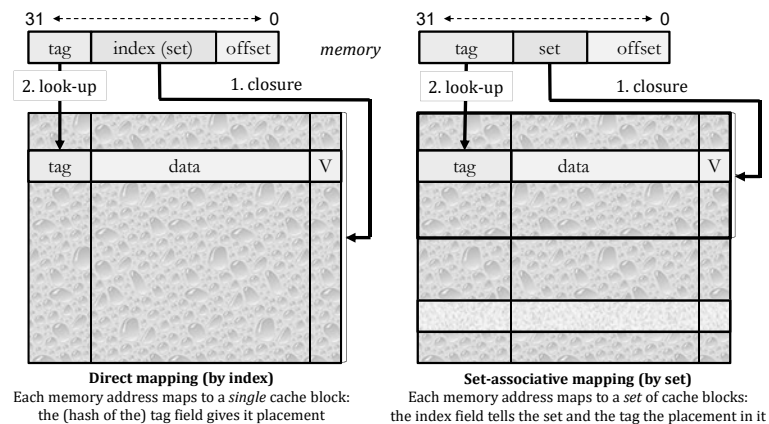 31 0
tag index (set) offset
memory
2. look-up
1. closure
tag data V
Direct mapping (by index)
Each memory address maps to a single cache block:
the (hash of the) tag field gives it placement
31 0
tag set offset
2. look-up
1. closure
tag data V
Set-associative mapping (by set)
Each memory address maps to a set of cache blocks:
the index field tells the set and the tag the placement in it